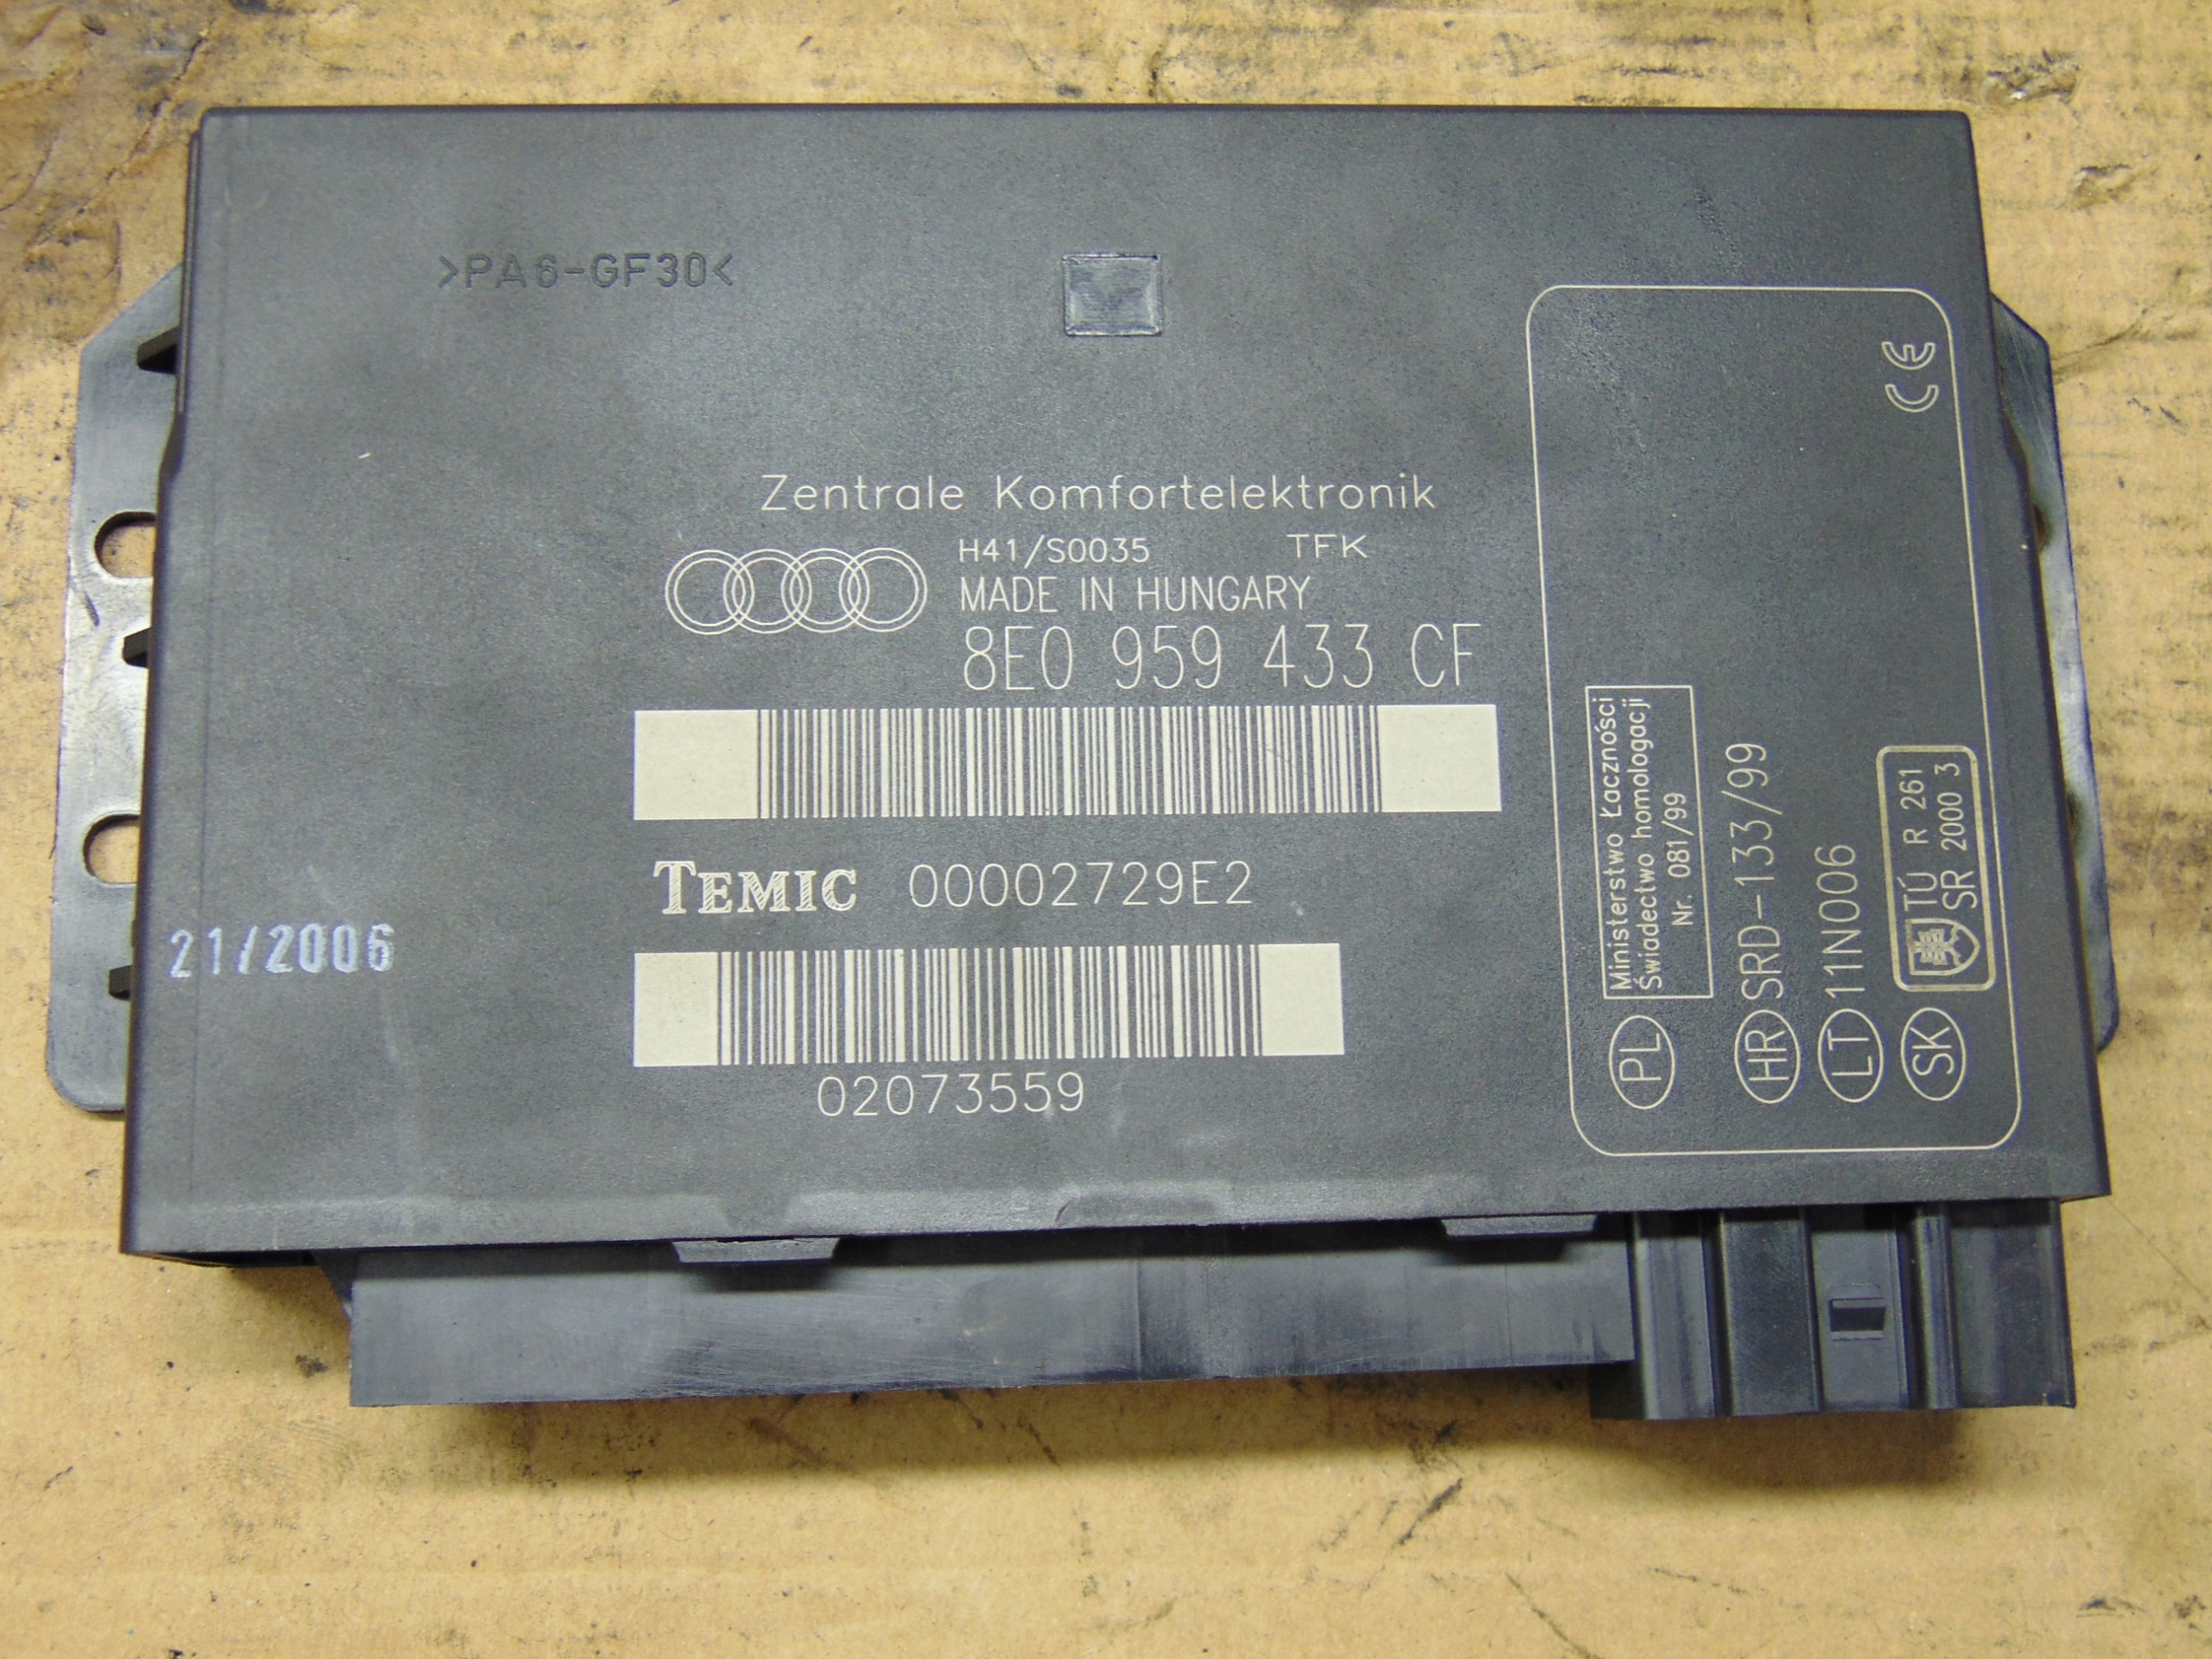 >PA6-GF30<
CE
Zentrale Komfortelektronik
H41/S0035 TFK
MADE IN HUNGARY
8E0 959 433 CF
TEMIC 00002729E2
21/2006
02073559
PL Ministerstwo Łączności
Świadectwo homologacji
Nr. 081/99
HR SRD-133/99
LT 11N006
SK TÚ R 261
SR 2000 3